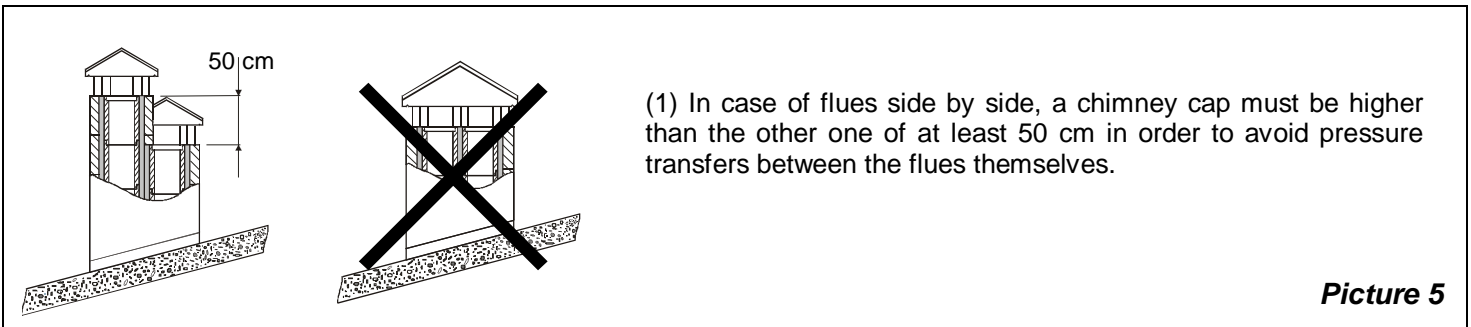 50 cm
(1) In case of flues side by side, a chimney cap must be higher
than the other one of at least 50 cm in order to avoid pressure
transfers between the flues themselves.
Picture 5